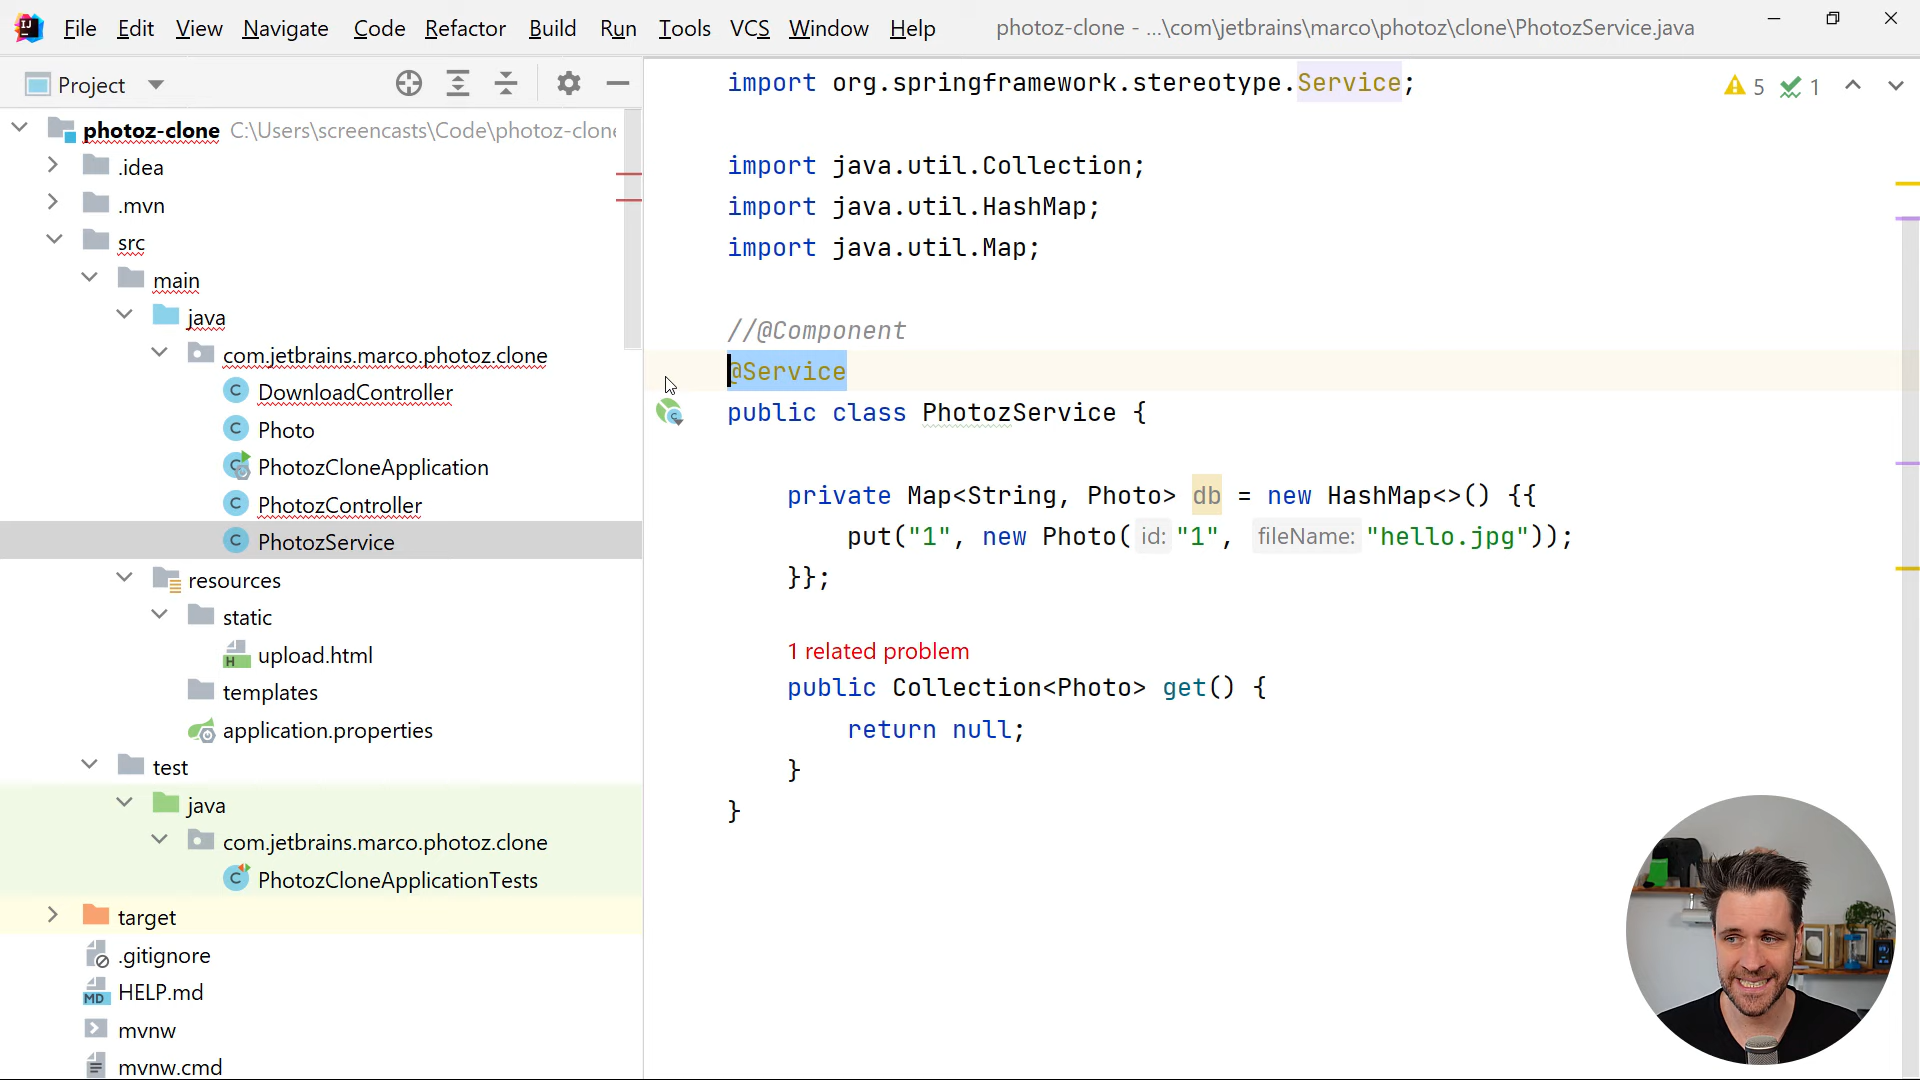 File Edit View Navigate Code Refactor Build Run Tools VCS Window Help photoz-clone - ...\com\jetbrains\marco\photoz\clone\PhotozService.java
Project
photoz-clone C:\Users\screencasts\Code\photoz-clone
.idea
.mvn
src
main
java
com.jetbrains.marco.photoz.clone
DownloadController
Photo
PhotozCloneApplication
PhotozController
PhotozService
resources
static
upload.html
templates
application.properties
test
java
com.jetbrains.marco.photoz.clone
PhotozCloneApplicationTests
target
.gitignore
HELP.md
mvnw
mvnw.cmd
import org.springframework.stereotype.Service;
5 1
import java.util.Collection;
import java.util.HashMap;
import java.util.Map;
//@Component
@Service
public class PhotozService {
private Map<String, Photo> db = new HashMap<>() {{
put("1", new Photo( id: "1", fileName: "hello.jpg"));
}};
1 related problem
public Collection<Photo> get() {
return null;
}
}